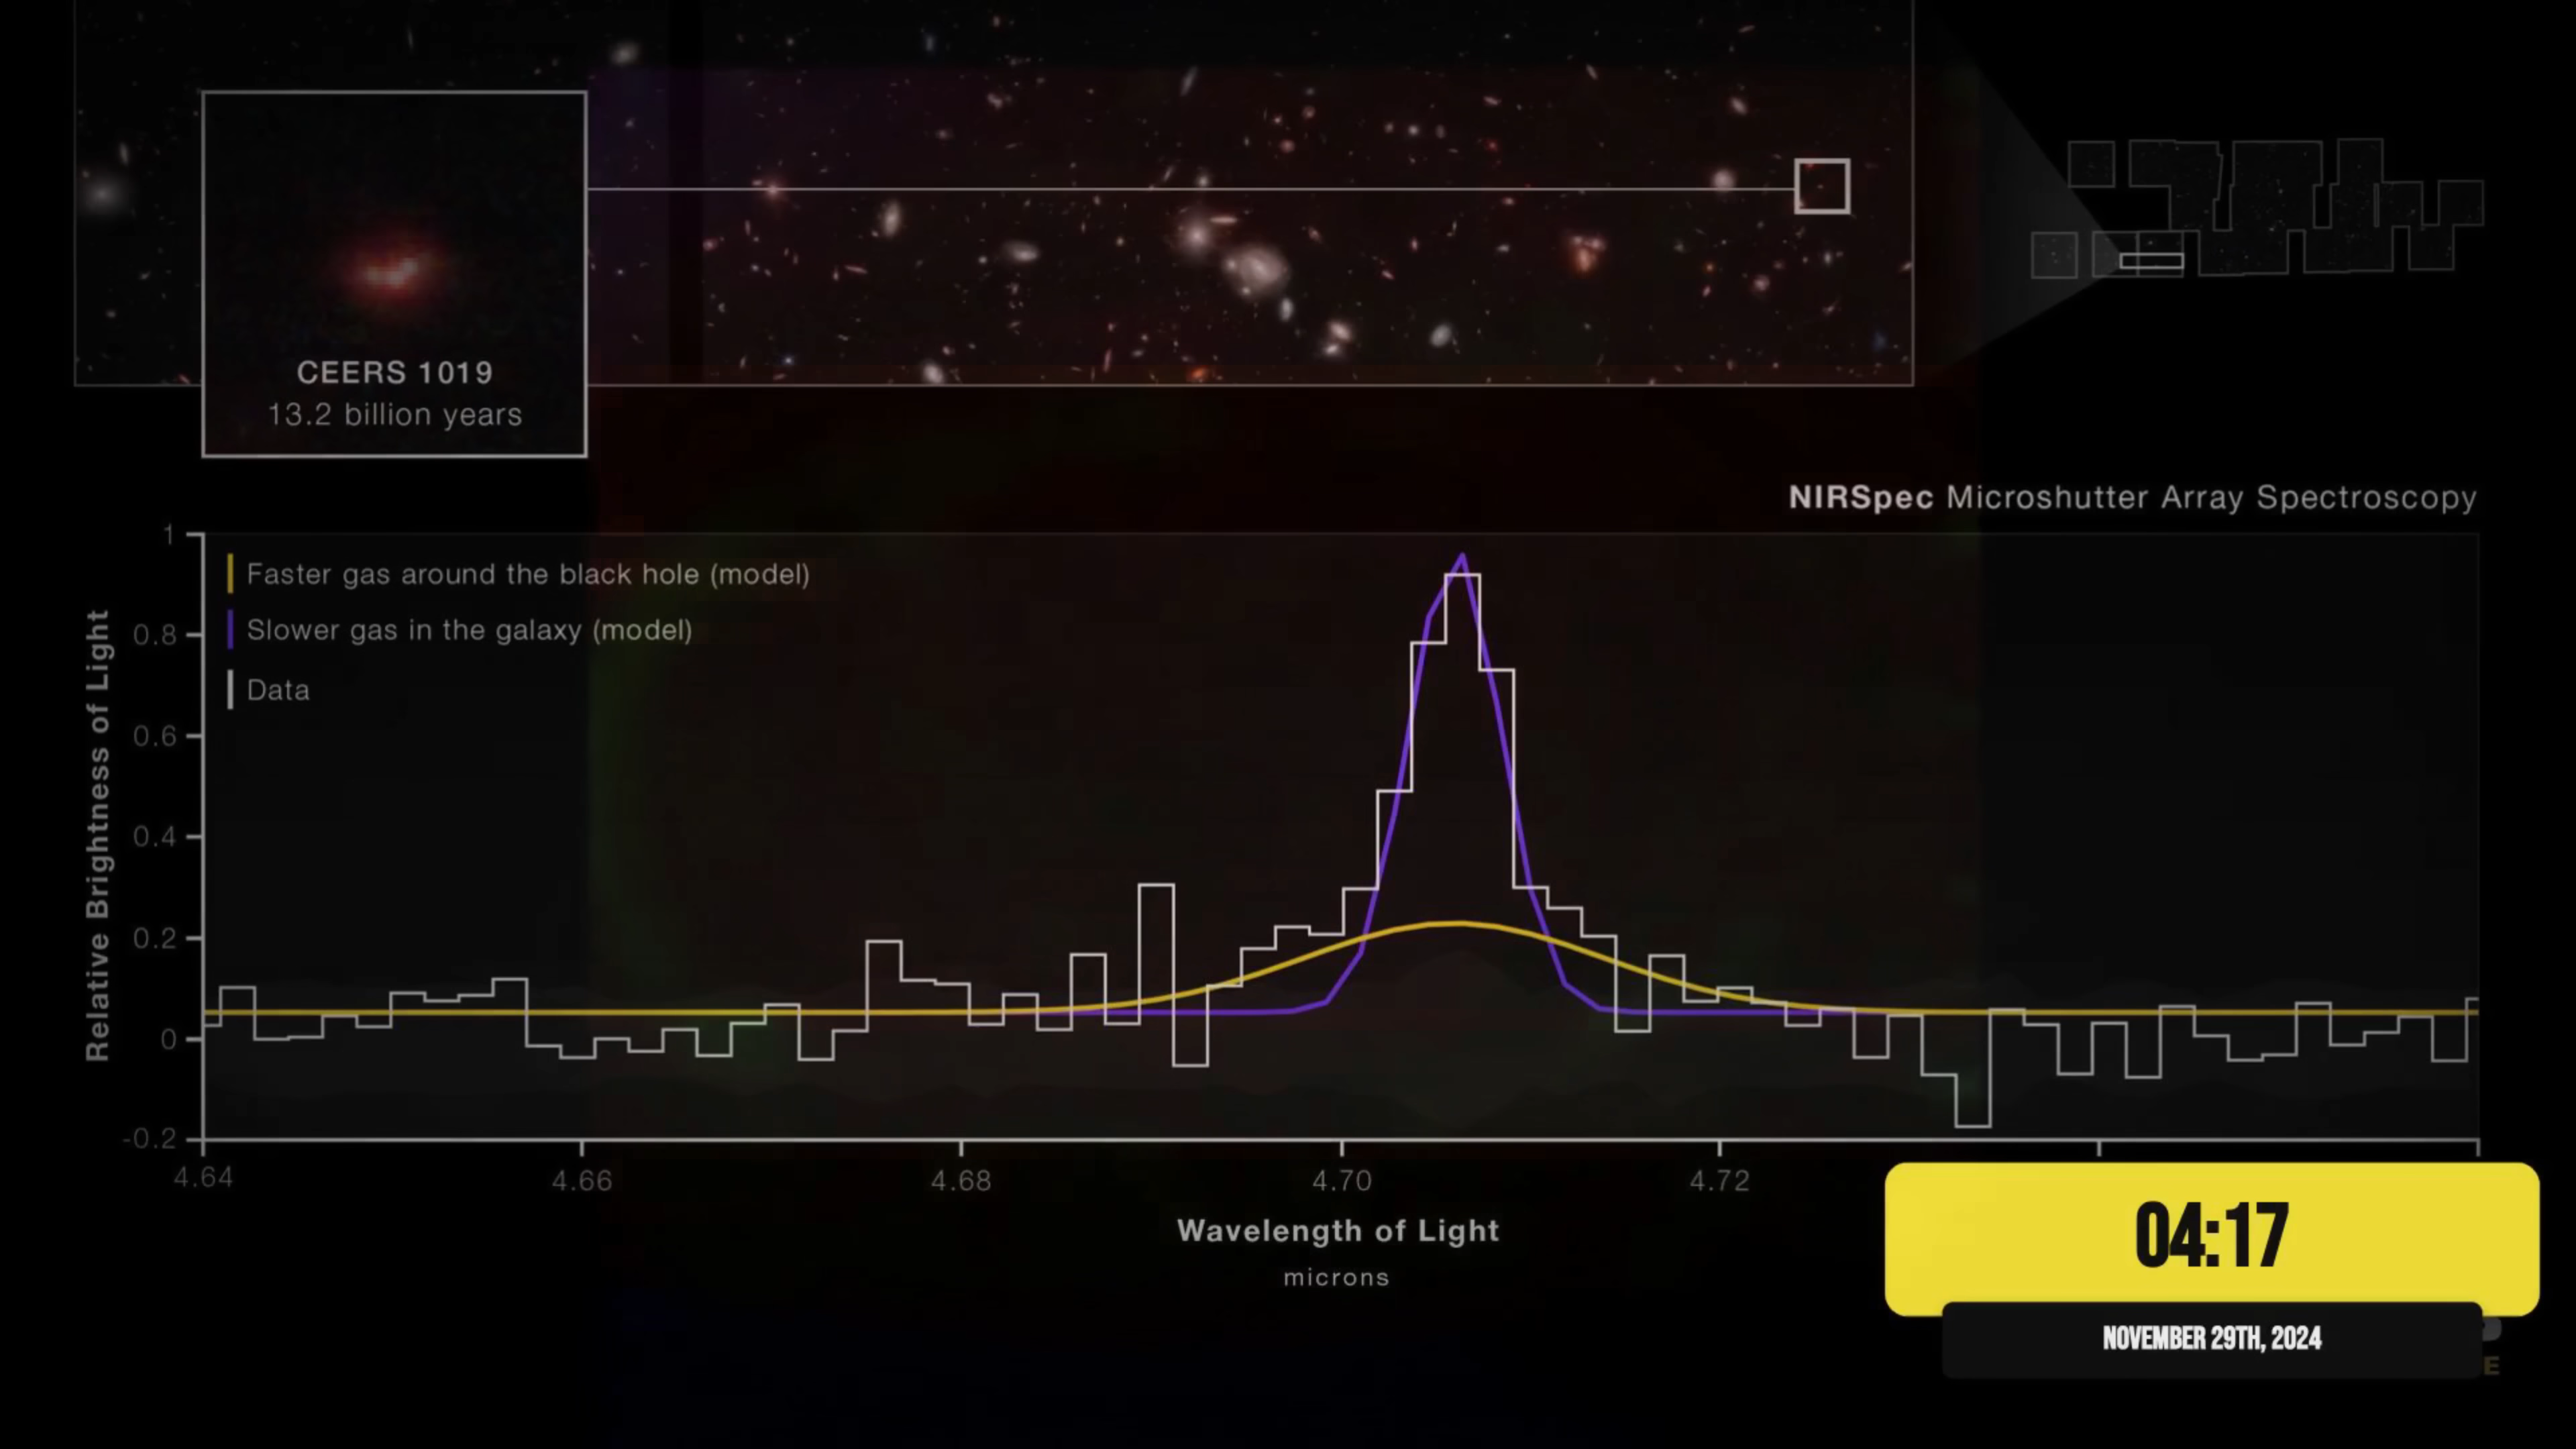 CEERS 1019
13.2 billion years
NIRSpec Microshutter Array Spectroscopy
Relative Brightness of Light
1
0.8
0.6
0.4
0.2
0
-0.2
Faster gas around the black hole (model)
Slower gas in the galaxy (model)
Data
4.64
4.66
4.68
4.70
4.72
Wavelength of Light
microns
04:17
NOVEMBER 29TH, 2024
E